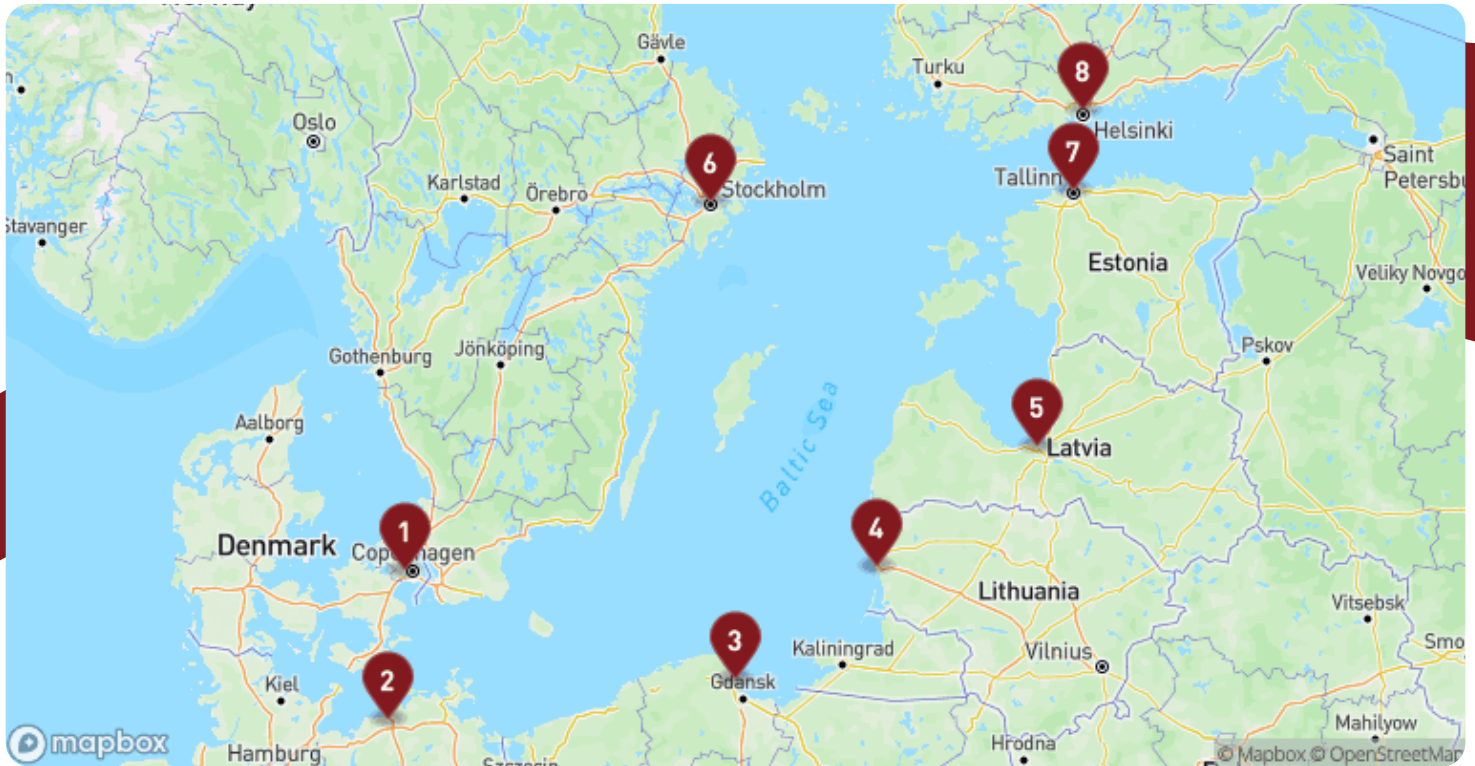 Gävle
Turku
8
Oslo
Helsinki
7
6
Saint
Petersbu
Tallinn
Karlstad
Örebro
Stockholm
Stavanger
Estonia
Veliky Novgo
Gothenburg
Jönköping
Pskov
Baltic Sea
5
Aalborg
Latvia
1
4
Denmark
Copenhagen
Lithuania
Vitsebsk
3
Kaliningrad
Vilnius
Smo
2
Kiel
Gdansk
Mahilyow
mapbox
Hamburg
Hrodna
© Mapbox © OpenStreetMap